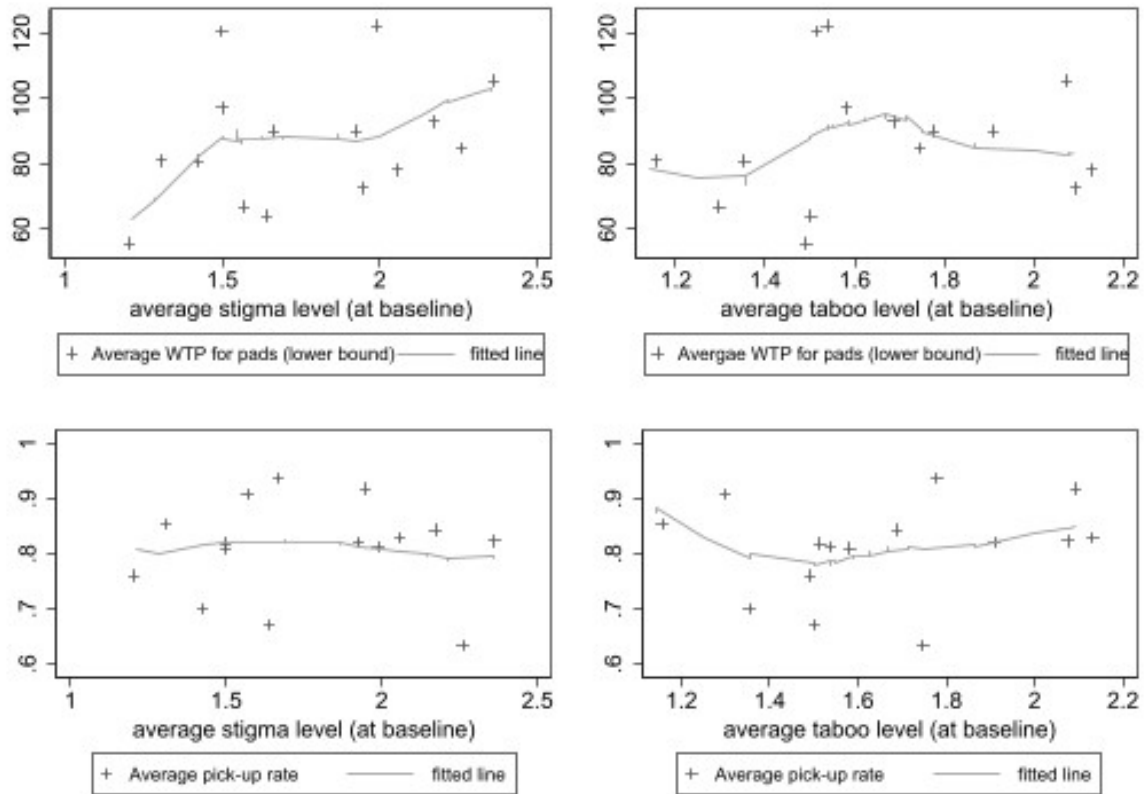 120
100
80
60
1 1.5 2 2.5
average stigma level (at baseline)
+ Average WTP for pads (lower bound) fitted line
120
100
80
60
1.2 1.4 1.6 1.8 2 2.2
average taboo level (at baseline)
+ Avergae WTP for pads (lower bound) fitted line
1
.9
.8
.7
.6
1 1.5 2 2.5
average stigma level (at baseline)
+ Average pick-up rate fitted line
1
.9
.8
.7
.6
1.2 1.4 1.6 1.8 2 2.2
average taboo level (at baseline)
+ Average pick-up rate fitted line